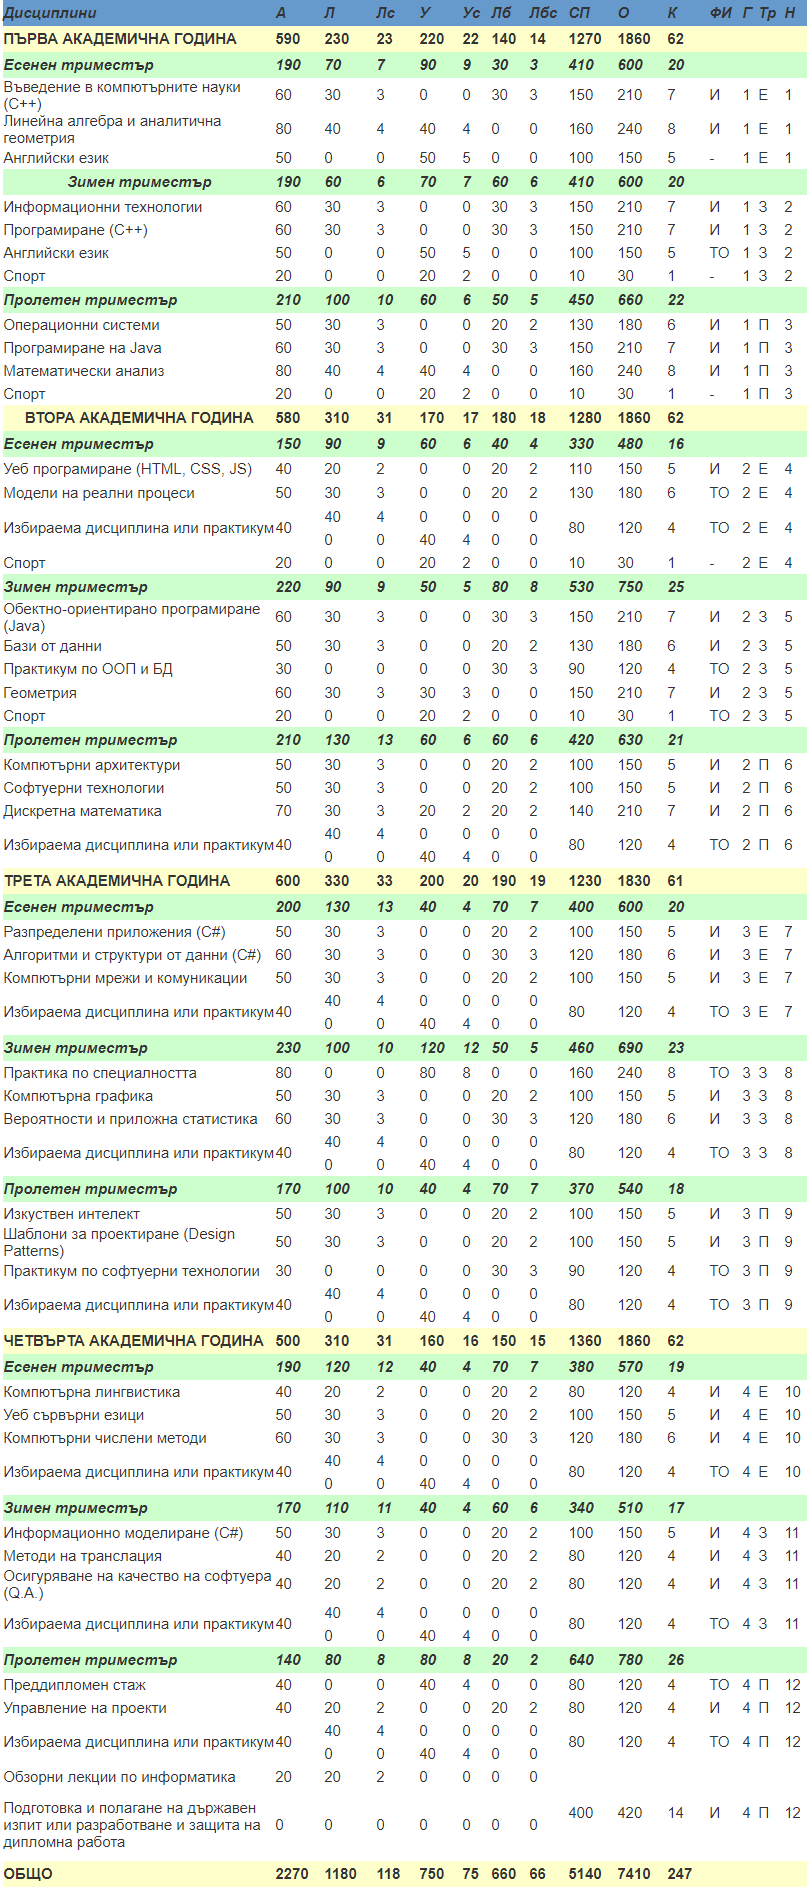 Дисциплини А Л Лс У Ус Лб Лбс СП О К ФИ Г Тр Н
ПЪРВА АКАДЕМИЧНА ГОДИНА 590 230 23 220 22 140 14 1270 1860 62
Есенен триместър 190 70 7 90 9 30 3 410 600 20
Въведение в компютърните науки
(C++) 60 30 3 0 0 30 3 150 210 7 И 1 Е 1
Линейна алгебра и аналитична
геометрия 80 40 4 40 4 0 0 160 240 8 И 1 Е 1
Английски език 50 0 0 50 5 0 0 100 150 5 - 1 Е 1
Зимен триместър 190 60 6 70 7 60 6 410 600 20
Информационни технологии 60 30 3 0 0 30 3 150 210 7 И 1 З 2
Програмиране (C++) 60 30 3 0 0 30 3 150 210 7 И 1 З 2
Английски език 50 0 0 50 5 0 0 100 150 5 ТО 1 З 2
Спорт 20 0 0 20 2 0 0 10 30 1 - 1 З 2
Пролетен триместър 210 100 10 60 6 50 5 450 660 22
Операционни системи 50 30 3 0 0 20 2 130 180 6 И 1 П 3
Програмиране на Java 60 30 3 0 0 30 3 150 210 7 И 1 П 3
Математически анализ 80 40 4 40 4 0 0 160 240 8 И 1 П 3
Спорт 20 0 0 20 2 0 0 10 30 1 - 1 П 3
ВТОРА АКАДЕМИЧНА ГОДИНА 580 310 31 170 17 180 18 1280 1860 62
Есенен триместър 150 90 9 60 6 40 4 330 480 16
Уеб програмиране (HTML, CSS, JS) 40 20 2 0 0 20 2 110 150 5 И 2 Е 4
Модели на реални процеси 50 30 3 0 0 20 2 130 180 6 ТО 2 Е 4
40 4 0 0 0 0
Избираема дисциплина или практикум 40 80 120 4 ТО 2 Е 4
0 0 40 4 0 0
Спорт 20 0 0 20 2 0 0 10 30 1 - 2 Е 4
Зимен триместър 220 90 9 50 5 80 8 530 750 25
Обектно-ориентирано програмиране
(Java) 60 30 3 0 0 30 3 150 210 7 И 2 З 5
Бази от данни 50 30 3 0 0 20 2 130 180 6 И 2 З 5
Практикум по ООП и БД 30 0 0 0 0 30 3 90 120 4 ТО 2 З 5
Геометрия 60 30 3 30 3 0 0 150 210 7 И 2 З 5
Спорт 20 0 0 20 2 0 0 10 30 1 ТО 2 З 5
Пролетен триместър 210 130 13 60 6 60 6 420 630 21
Компютърни архитектури 50 30 3 0 0 20 2 100 150 5 И 2 П 6
Софтуерни технологии 50 30 3 0 0 20 2 100 150 5 И 2 П 6
Дискретна математика 70 30 3 20 2 20 2 140 210 7 И 2 П 6
40 4 0 0 0 0
Избираема дисциплина или практикум 40 80 120 4 ТО 2 П 6
0 0 40 4 0 0
ТРЕТА АКАДЕМИЧНА ГОДИНА 600 330 33 200 20 190 19 1230 1830 61
Есенен триместър 200 130 13 40 4 70 7 400 600 20
Разпределени приложения (C#) 50 30 3 0 0 20 2 100 150 5 И 3 Е 7
Алгоритми и структури от данни (C#) 60 30 3 0 0 30 3 120 180 6 И 3 Е 7
Компютърни мрежи и комуникации 50 30 3 0 0 20 2 100 150 5 И 3 Е 7
40 4 0 0 0 0
Избираема дисциплина или практикум 40 80 120 4 ТО 3 Е 7
0 0 40 4 0 0
Зимен триместър 230 100 10 120 12 50 5 460 690 23
Практика по специалността 80 0 0 80 8 0 0 160 240 8 ТО 3 З 8
Компютърна графика 50 30 3 0 0 20 2 100 150 5 И 3 З 8
Вероятности и приложна статистика 60 30 3 0 0 30 3 120 180 6 И 3 З 8
40 4 0 0 0 0
Избираема дисциплина или практикум 40 80 120 4 ТО 3 З 8
0 0 40 4 0 0
Пролетен триместър 170 100 10 40 4 70 7 370 540 18
Изкуствен интелект 50 30 3 0 0 20 2 100 150 5 И 3 П 9
Шаблони за проектиране (Design
Patterns) 50 30 3 0 0 20 2 100 150 5 И 3 П 9
Практикум по софтуерни технологии 30 0 0 0 0 30 3 90 120 4 ТО 3 П 9
40 4 0 0 0 0
Избираема дисциплина или практикум 40 80 120 4 ТО 3 П 9
0 0 40 4 0 0
ЧЕТВЪРТА АКАДЕМИЧНА ГОДИНА 500 310 31 160 16 150 15 1360 1860 62
Есенен триместър 190 120 12 40 4 70 7 380 570 19
Компютърна лингвистика 40 20 2 0 0 20 2 80 120 4 И 4 Е 10
Уеб сървърни езици 50 30 3 0 0 20 2 100 150 5 И 4 Е 10
Компютърни числени методи 60 30 3 0 0 30 3 120 180 6 И 4 Е 10
40 4 0 0 0 0
Избираема дисциплина или практикум 40 80 120 4 ТО 4 Е 10
0 0 40 4 0 0
Зимен триместър 170 110 11 40 4 60 6 340 510 17
Информационно моделиране (C#) 50 30 3 0 0 20 2 100 150 5 И 4 З 11
Методи на транслация 40 20 2 0 0 20 2 80 120 4 И 4 З 11
Осигуряване на качество на софтуера
(Q.A.) 40 20 2 0 0 20 2 80 120 4 И 4 З 11
40 4 0 0 0 0
Избираема дисциплина или практикум 40 80 120 4 ТО 4 З 11
0 0 40 4 0 0
Пролетен триместър 140 80 8 80 8 20 2 640 780 26
Преддипломен стаж 40 0 0 40 4 0 0 80 120 4 ТО 4 П 12
Управление на проекти 40 20 2 0 0 20 2 80 120 4 И 4 П 12
40 4 0 0 0 0
Избираема дисциплина или практикум 40 80 120 4 ТО 4 П 12
0 0 40 4 0 0
Обзорни лекции по информатика 20 20 2 0 0 0 0
Подготовка и полагане на държавен
изпит или разработване и защита на 0 0 0 0 0 0 0 400 420 14 И 4 П 12
дипломна работа
ОБЩО 2270 1180 118 750 75 660 66 5140 7410 247